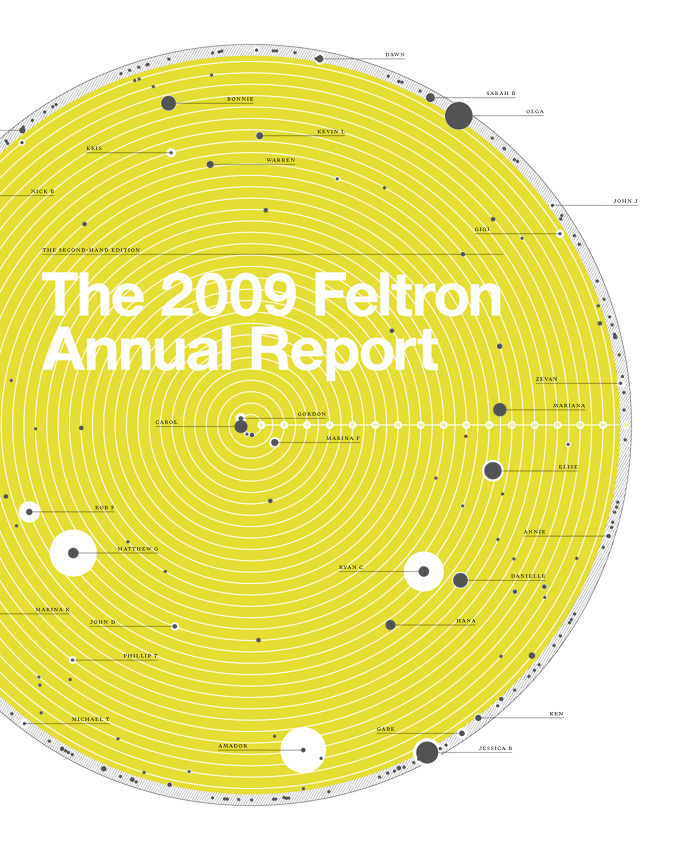 DAWN
SARAH B
BONNIE
OLGA
KEVIN L
KRIS
WARREN
NICK B
JOHN J
GIGI
THE SECOND-HAND EDITION
The 2009 Feltron
Annual Report
ZEVAN
MARIANA
GORDON
CAROL
MARINA F
ELISE
ROB F
ANNIE
MATTHEW G
RYAN C
DANIELLE
MARINA K
JOHN D
HANA
PHILLIP T
KEN
MICHAEL T
GABE
AMADOR
JESSICA B